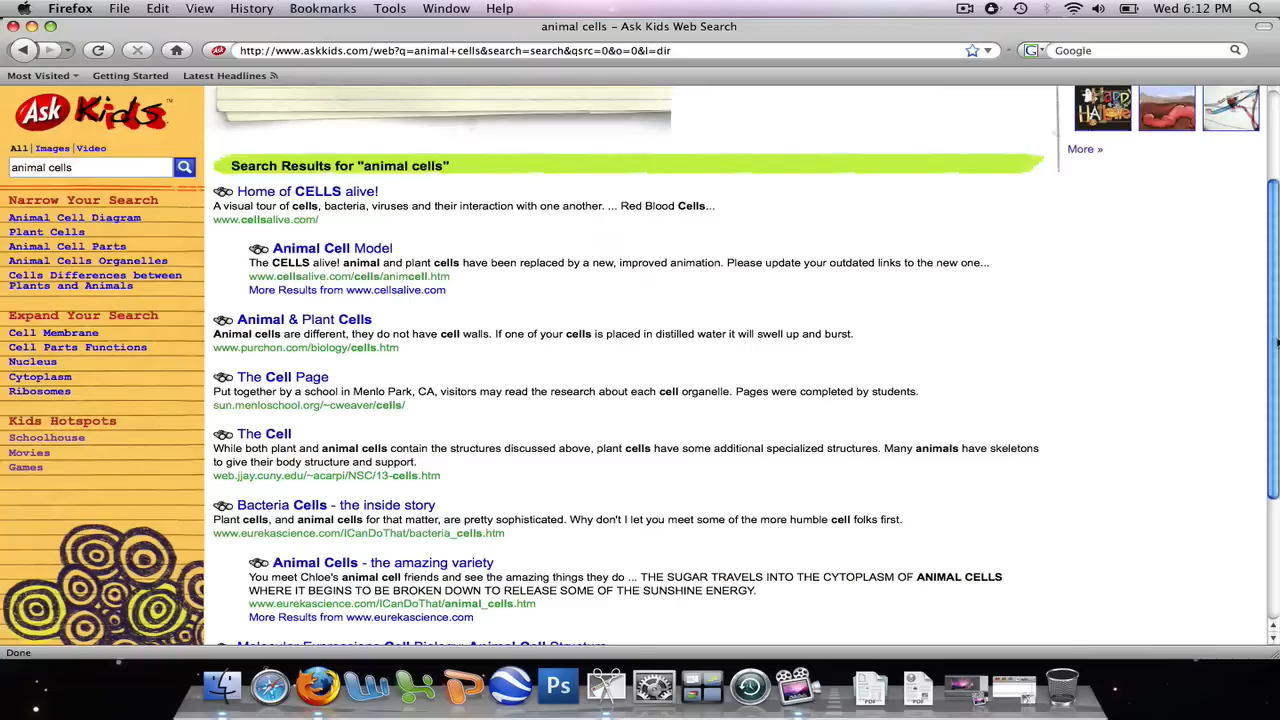 Firefox File Edit View History Bookmarks Tools Window Help Wed 6:12 PM
animal cells - Ask Kids Web Search
http://www.askkids.com/web?q=animal+cells&search=search&qsrc=0&o=0&l=dir Google
Most Visited Getting Started Latest Headlines
Ask Kids™
All | Images | Video
animal cells
Narrow Your Search
Animal Cell Diagram
Plant Cells
Animal Cell Parts
Animal Cells Organelles
Cells Differences between
Plants and Animals
Expand Your Search
Cell Membrane
Cell Parts Functions
Nucleus
Cytoplasm
Ribosomes
Kids Hotspots
Schoolhouse
Movies
Games
More »
Search Results for "animal cells"
Home of CELLS alive!
A visual tour of cells, bacteria, viruses and their interaction with one another. ... Red Blood Cells...
www.cellsalive.com/
Animal Cell Model
The CELLS alive! animal and plant cells have been replaced by a new, improved animation. Please update your outdated links to the new one...
www.cellsalive.com/cells/animcell.htm
More Results from www.cellsalive.com
Animal & Plant Cells
Animal cells are different, they do not have cell walls. If one of your cells is placed in distilled water it will swell up and burst.
www.purchon.com/biology/cells.htm
The Cell Page
Put together by a school in Menlo Park, CA, visitors may read the research about each cell organelle. Pages were completed by students.
sun.menloschool.org/~cweaver/cells/
The Cell
While both plant and animal cells contain the structures discussed above, plant cells have some additional specialized structures. Many animals have skeletons
to give their body structure and support.
web.jjay.cuny.edu/~acarpi/NSC/13-cells.htm
Bacteria Cells - the inside story
Plant cells, and animal cells for that matter, are pretty sophisticated. Why don't I let you meet some of the more humble cell folks first.
www.eurekascience.com/ICanDoThat/bacteria_cells.htm
Animal Cells - the amazing variety
You meet Chloe's animal cell friends and see the amazing things they do ... THE SUGAR TRAVELS INTO THE CYTOPLASM OF ANIMAL CELLS
WHERE IT BEGINS TO BE BROKEN DOWN TO RELEASE SOME OF THE SUNSHINE ENERGY.
www.eurekascience.com/ICanDoThat/animal_cells.htm
More Results from www.eurekascience.com
Molecular Expressions Cell Biology: Animal Cell Structure
Done
Ps